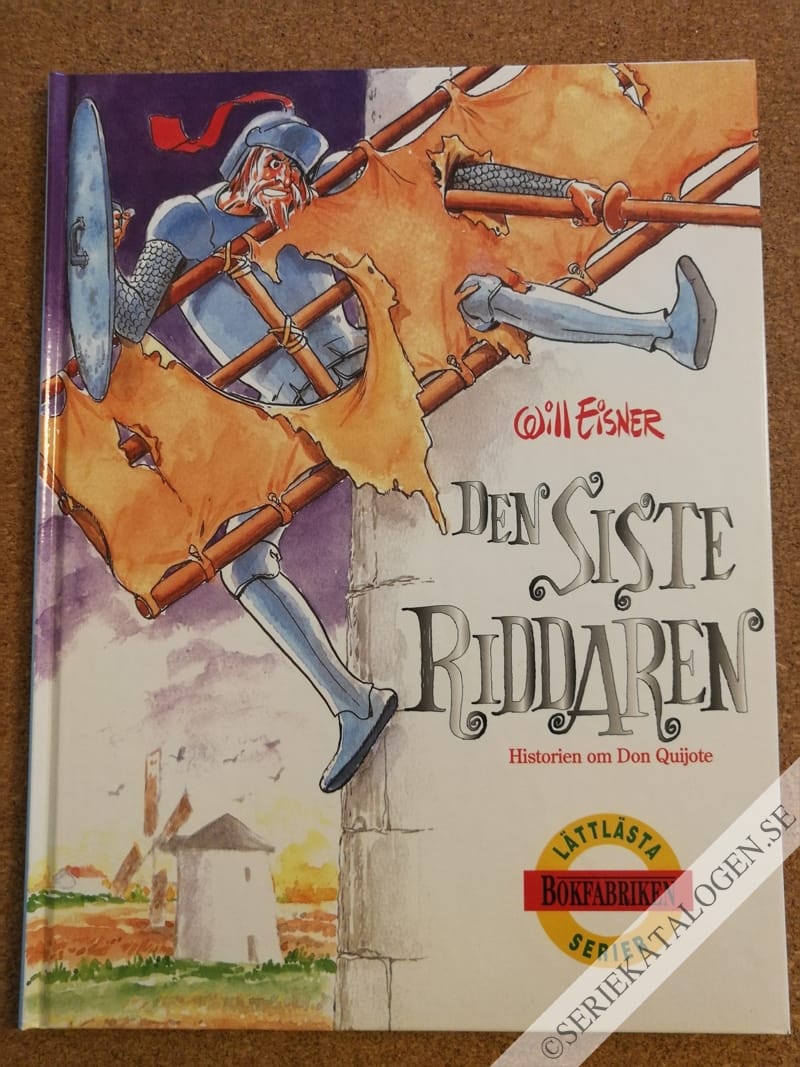 Will Eisner
DEN SISTE
RIDDAREN
Historien om Don Quijote
LÄTTLÄSTA
BOKFABRIKEN
SERIER
©SERIEKATALOGEN.SE